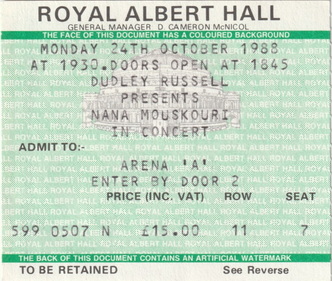 ROYAL ALBERT HALL
GENERAL MANAGER D CAMERON McNICOL
THE FACE OF THIS DOCUMENT HAS A COLOURED BACKGROUND
MONDAY 24TH OCTOBER 1988
AT 1930.DOORS OPEN AT 1845
DUDLEY RUSSELL
PRESENTS
NANA MOUSKOURI
IN CONCERT
ADMIT TO:-
ARENA 'A'
ENTER BY DOOR 2
PRICE (INC. VAT) ROW SEAT
599 0507 N £15.00 11 7
THE BACK OF THIS DOCUMENT CONTAINS AN ARTIFICIAL WATERMARK
TO BE RETAINED See Reverse